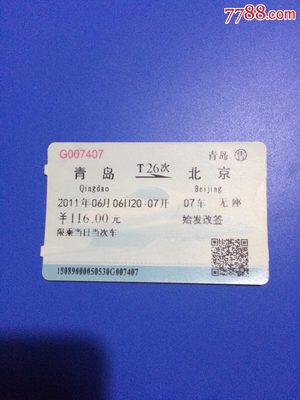 7788.com
G007407 青岛 售
青岛 T26次 北京
Qingdao Beijing
2011年06月06日20:07开 07车 无座
￥116.00元 始发改签
限乘当日当次车
18089000050530G007407